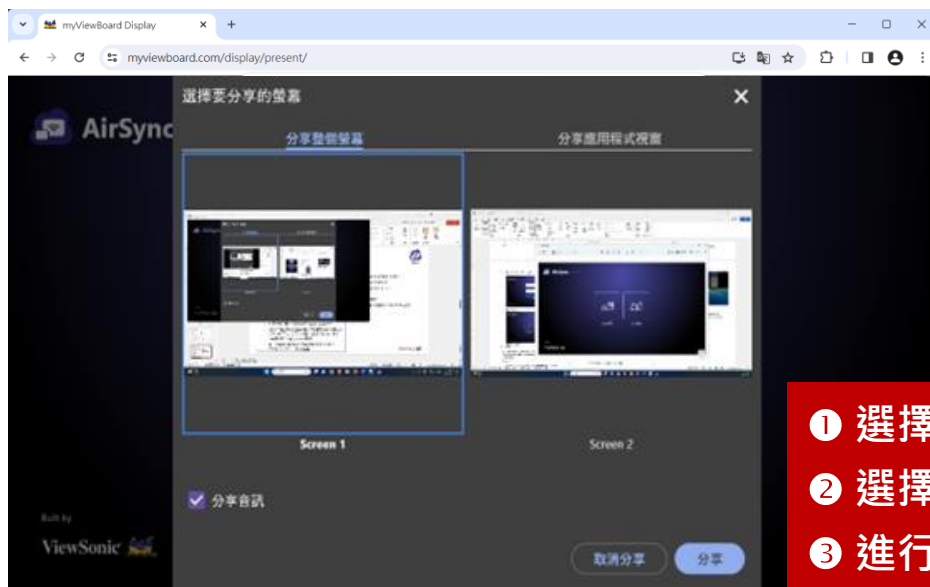 myViewBoard Display
myviewboard.com/display/present/
選擇要分享的螢幕
AirSync
分享整個螢幕
分享應用程式視窗
Screen 1
Screen 2
分享音訊
取消分享
分享
Built by
ViewSonic
❶ 選擇
❷ 選擇
❸ 進行